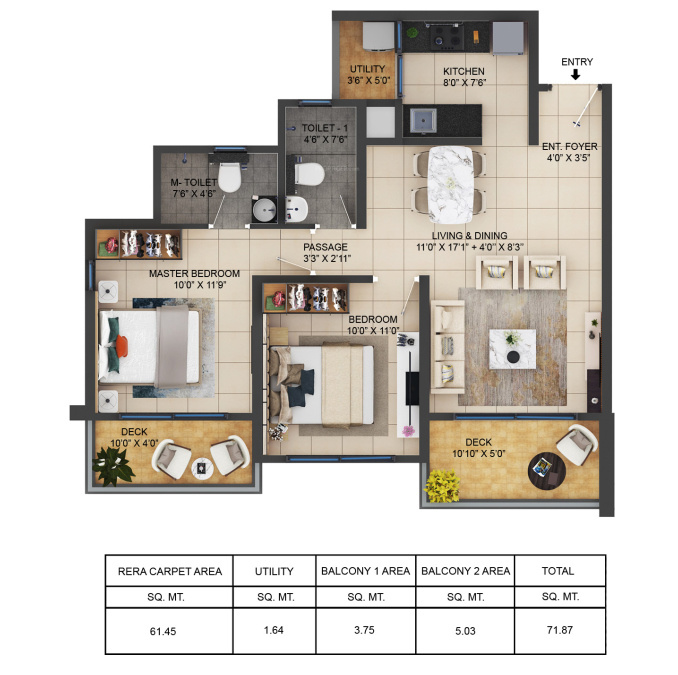 ENTRY
UTILITY
3'6" X 5'0"
KITCHEN
8'0" X 7'6"
TOILET - 1
4'6" X 7'6"
ENT. FOYER
4'0" X 3'5"
M- TOILET
7'6" X 4'6"
LIVING & DINING
11'0" X 17'1" + 4'0'' X 8'3"
PASSAGE
3'3" X 2'11"
MASTER BEDROOM
10'0" X 11'9"
BEDROOM
10'0" X 11'0"
DECK
10'0" X 4'0"
DECK
10'10" X 5'0"
RERA CARPET AREA UTILITY BALCONY 1 AREA BALCONY 2 AREA TOTAL
SQ. MT. SQ. MT. SQ. MT. SQ. MT. SQ. MT.
61.45 1.64 3.75 5.03 71.87